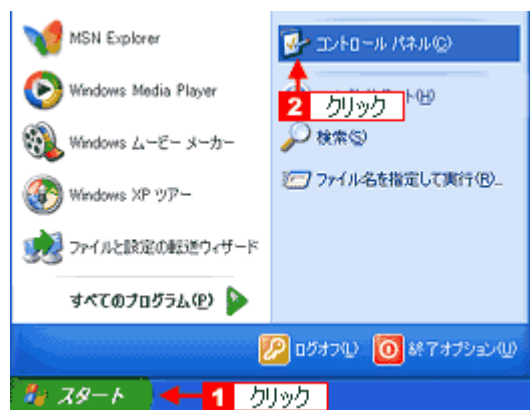 MSN Explorer
Windows Media Player
Windows ムービー メーカー
Windows XP ツアー
ファイルと設定の転送ウィザード
すべてのプログラム(P)
コントロール パネル(C)
2 クリック
ト(H)
検索(S)
ファイル名を指定して実行(R)...
ログオフ(L)
終了オプション(U)
スタート
1 クリック